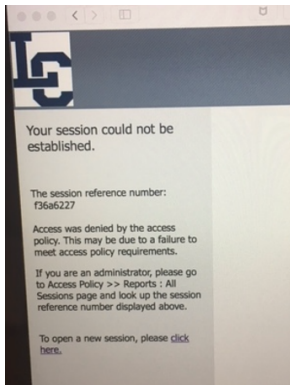 LC
Your session could not be
established.
The session reference number:
f36a6227
Access was denied by the access
policy. This may be due to a failure to
meet access policy requirements.
If you are an administrator, please go
to Access Policy >> Reports : All
Sessions page and look up the session
reference number displayed above.
To open a new session, please click
here.